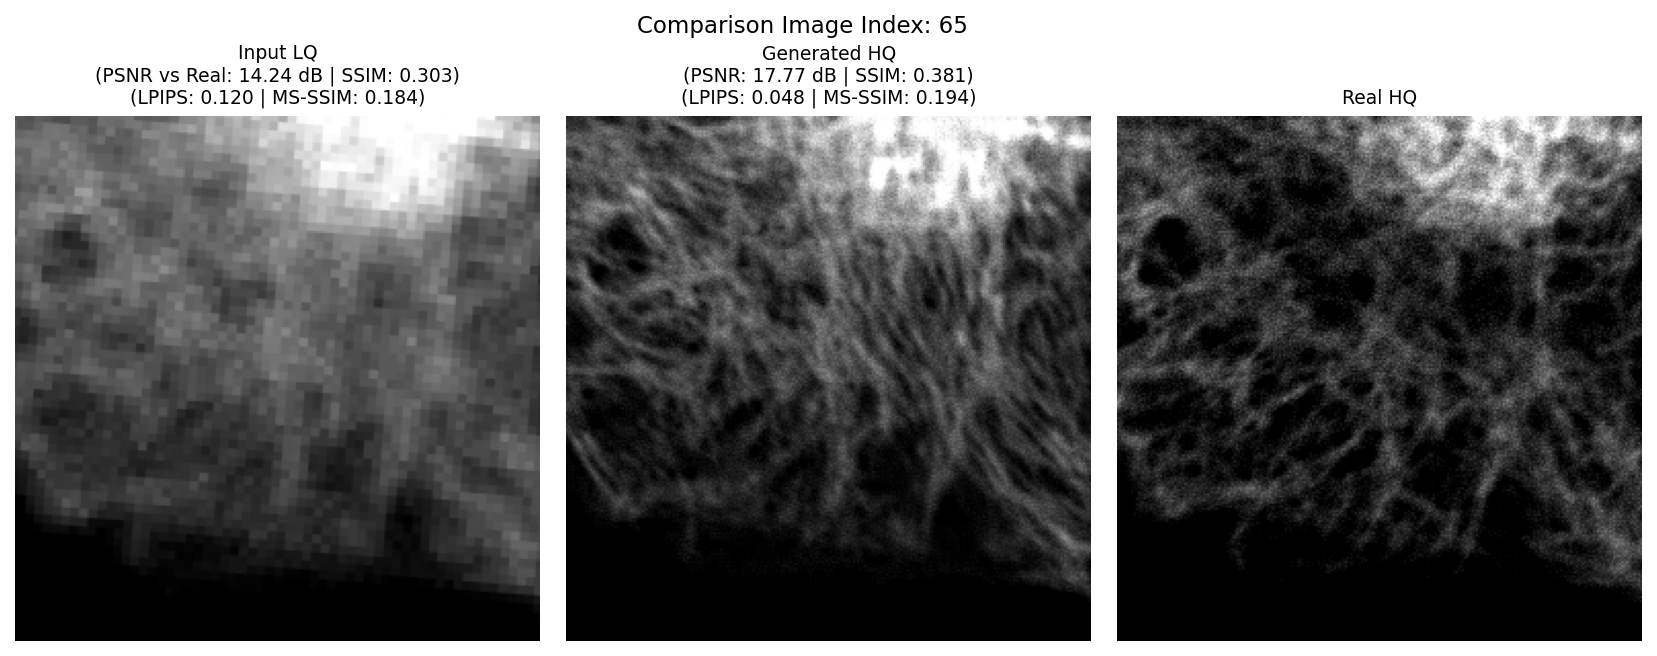 Comparison Image Index: 65
Input LQ
(PSNR vs Real: 14.24 dB | SSIM: 0.303)
(LPIPS: 0.120 | MS-SSIM: 0.184)
Generated HQ
(PSNR: 17.77 dB | SSIM: 0.381)
(LPIPS: 0.048 | MS-SSIM: 0.194)
Real HQ